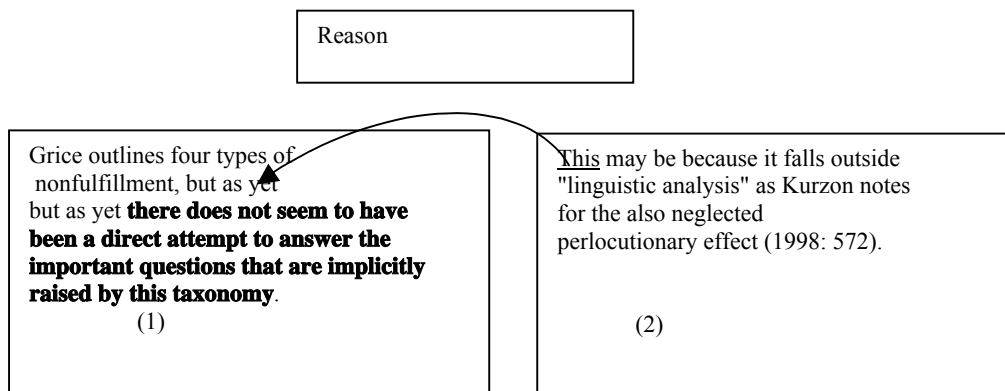 Reason
Grice outlines four types of
nonfulfillment, but as yet
but as yet there does not seem to have
been a direct attempt to answer the
important questions that are implicitly
raised by this taxonomy.
(1)
This may be because it falls outside
"linguistic analysis" as Kurzon notes
for the also neglected
perlocutionary effect (1998: 572).
(2)